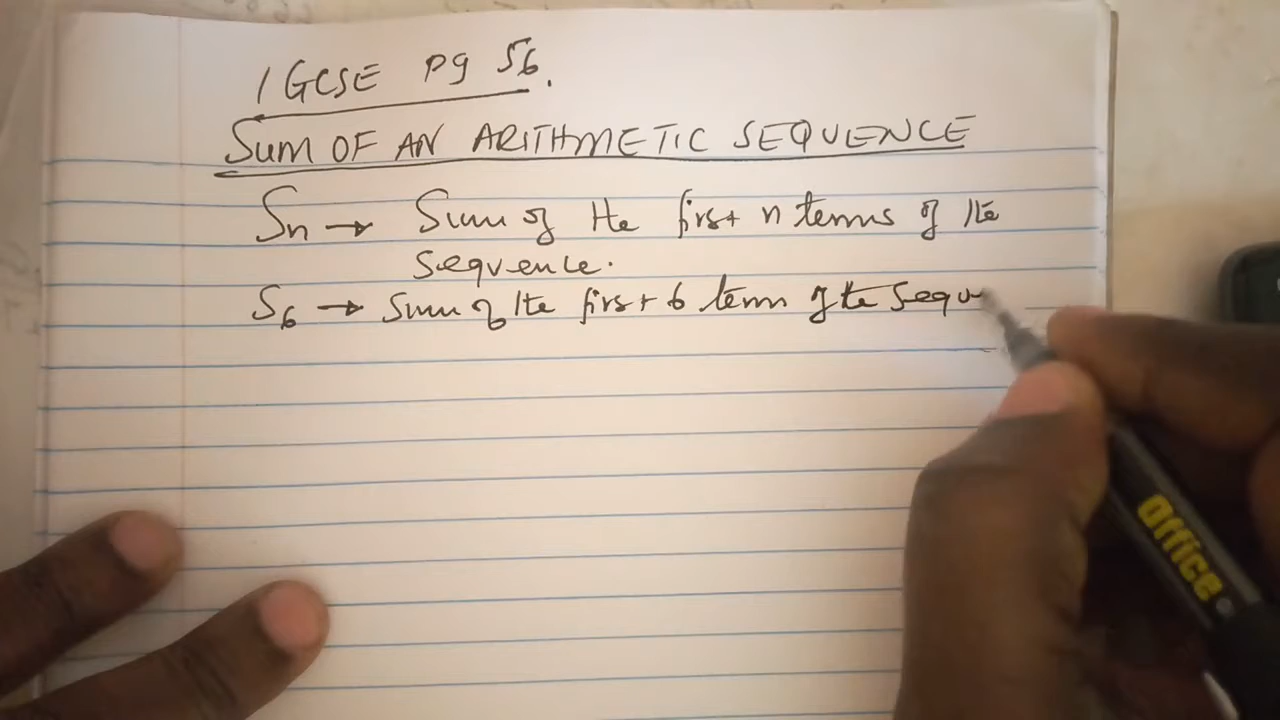 IGCSE pg 56.
SUM OF AN ARITHMETIC SEQUENCE
Sn → Sum of the first n terms of the
sequence.
S6 → Sum of the first 6 term of the Sequ
Office